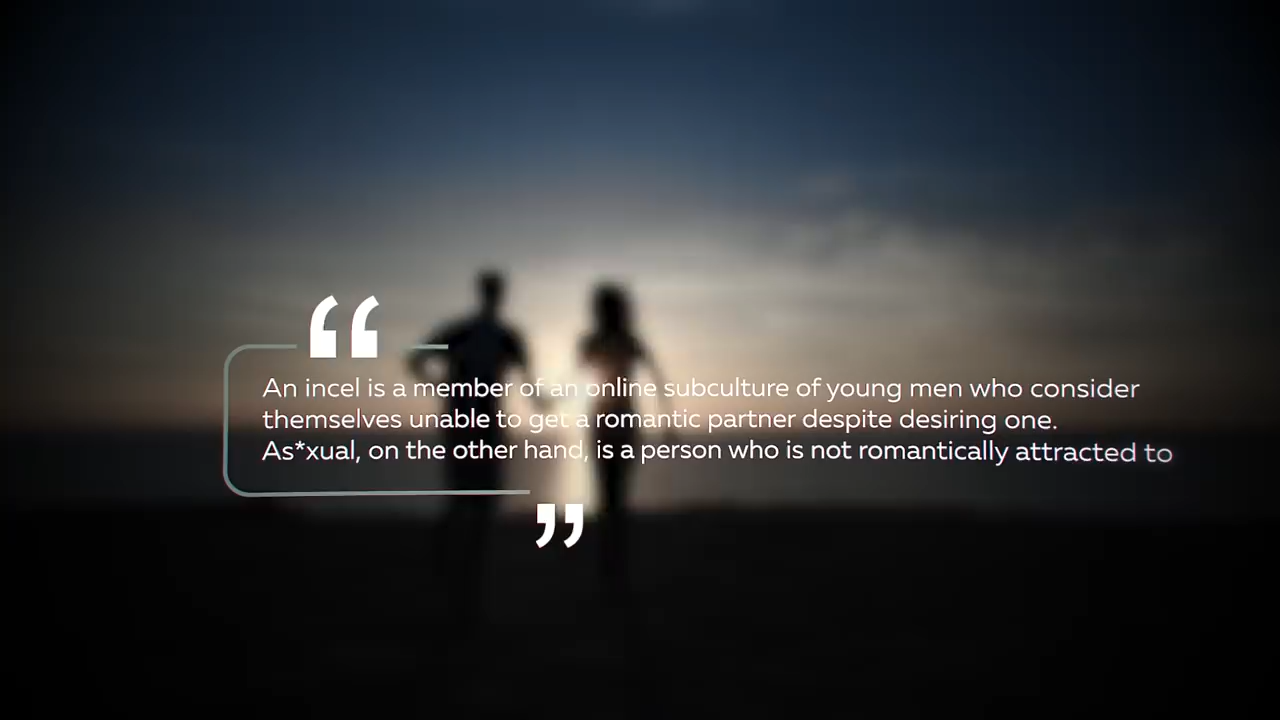 “
An incel is a member of an online subculture of young men who consider
themselves unable to get a romantic partner despite desiring one.
As*xual, on the other hand, is a person who is not romantically attracted to
”